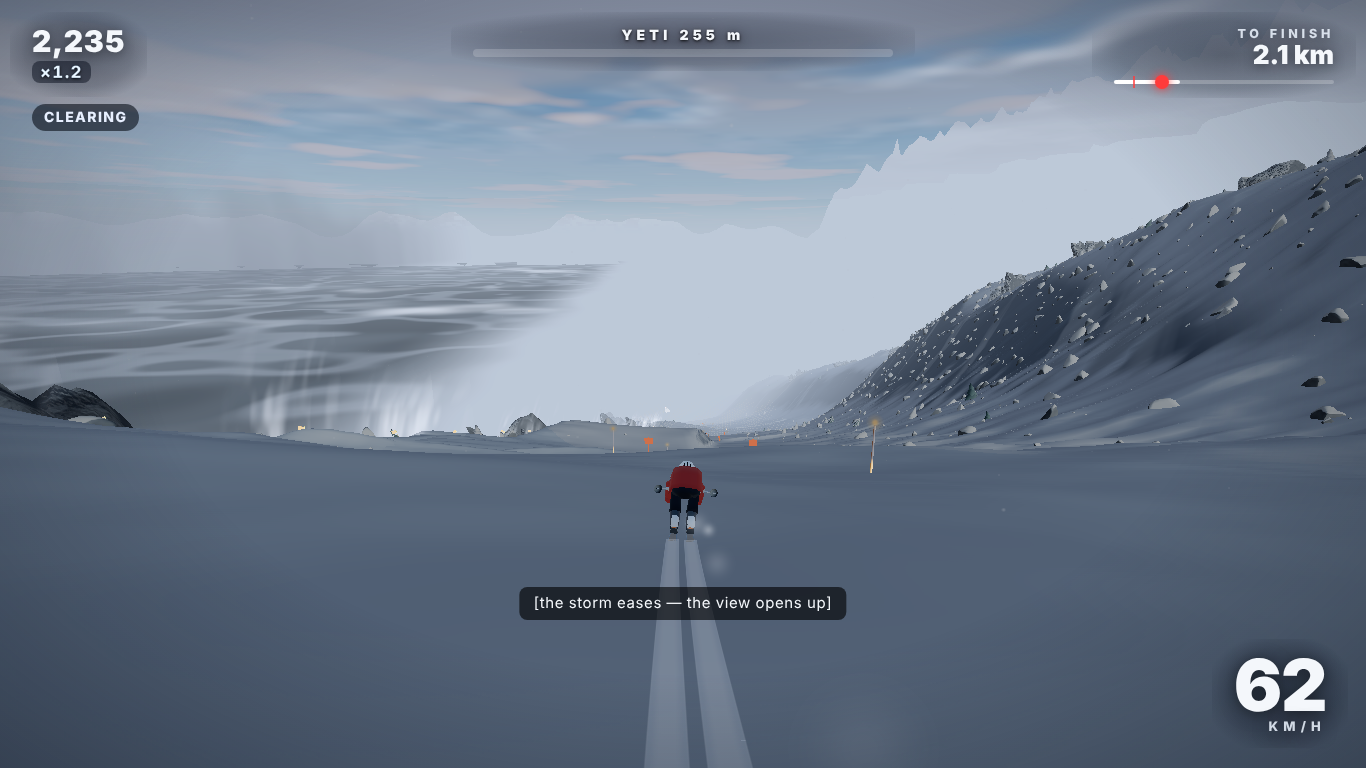 2,235
×1.2
CLEARING
YETI 255 m
TO FINISH
2.1 km
[the storm eases — the view opens up]
62
KM/H